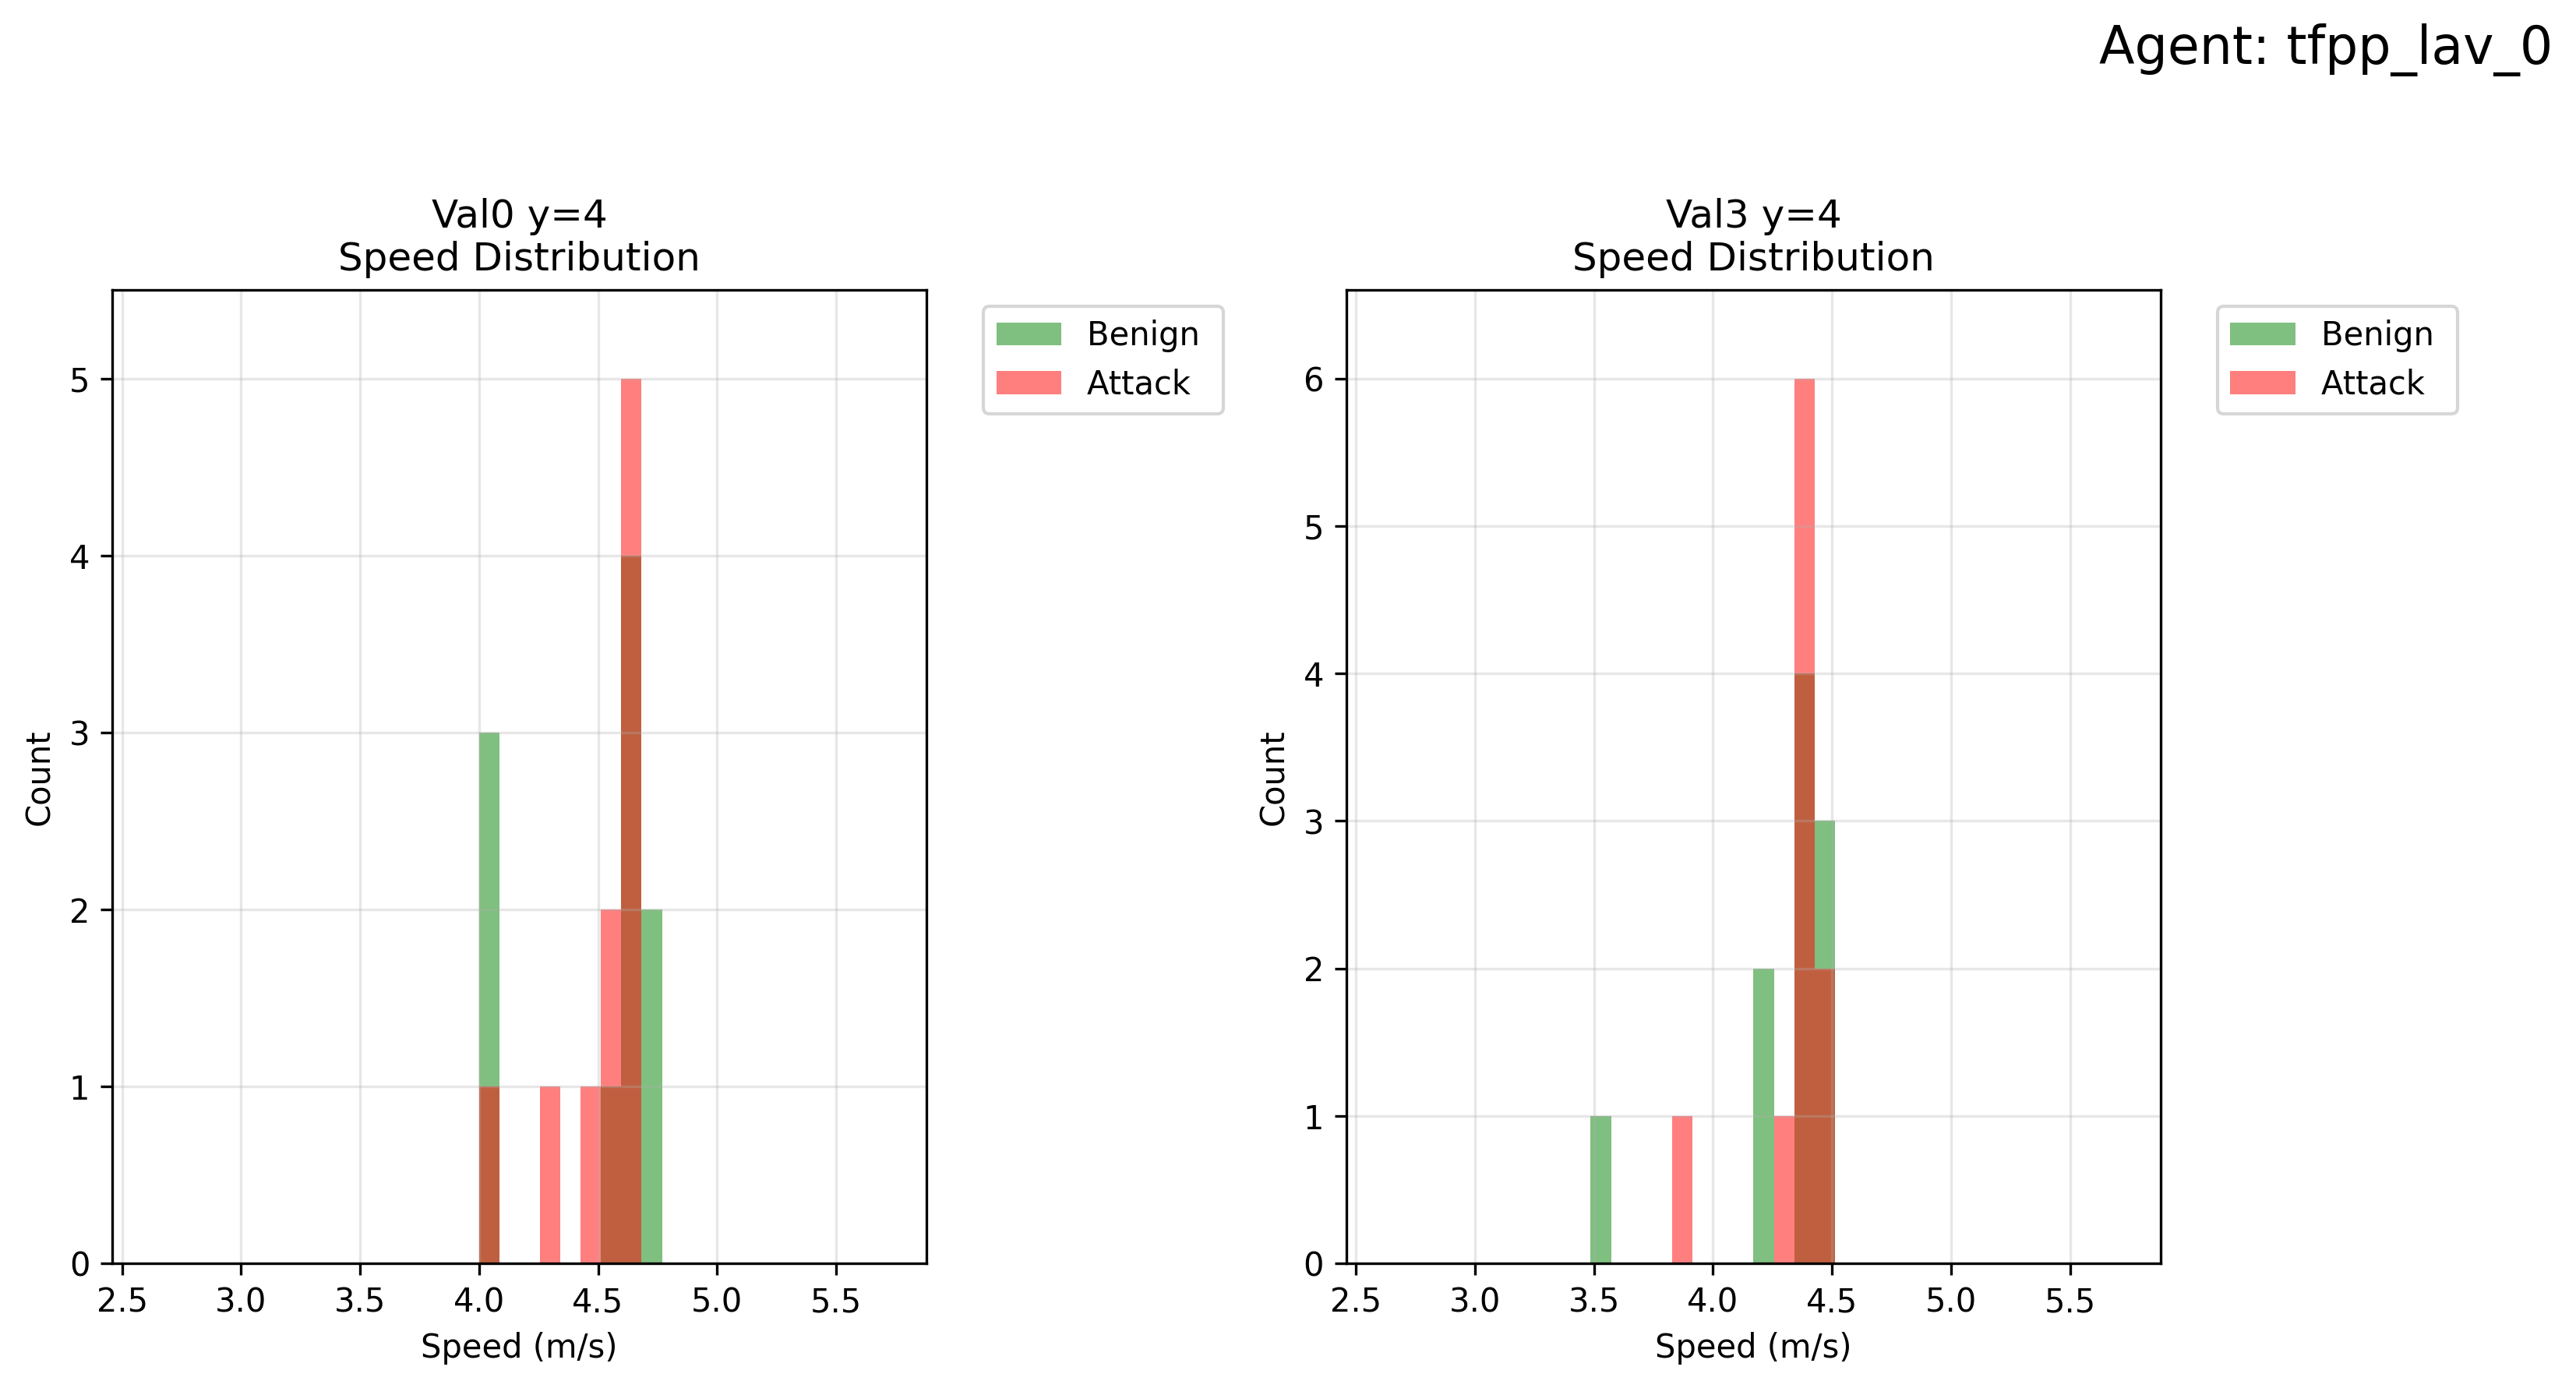 Agent: tfpp_lav_0
Val0 y=4
Speed Distribution
5
4
3
2
1
0
2.5 3.0 3.5 4.0 4.5 5.0 5.5
Count
Speed (m/s)
Benign
Attack
Val3 y=4
Speed Distribution
6
5
4
3
2
1
0
2.5 3.0 3.5 4.0 4.5 5.0 5.5
Count
Speed (m/s)
Benign
Attack